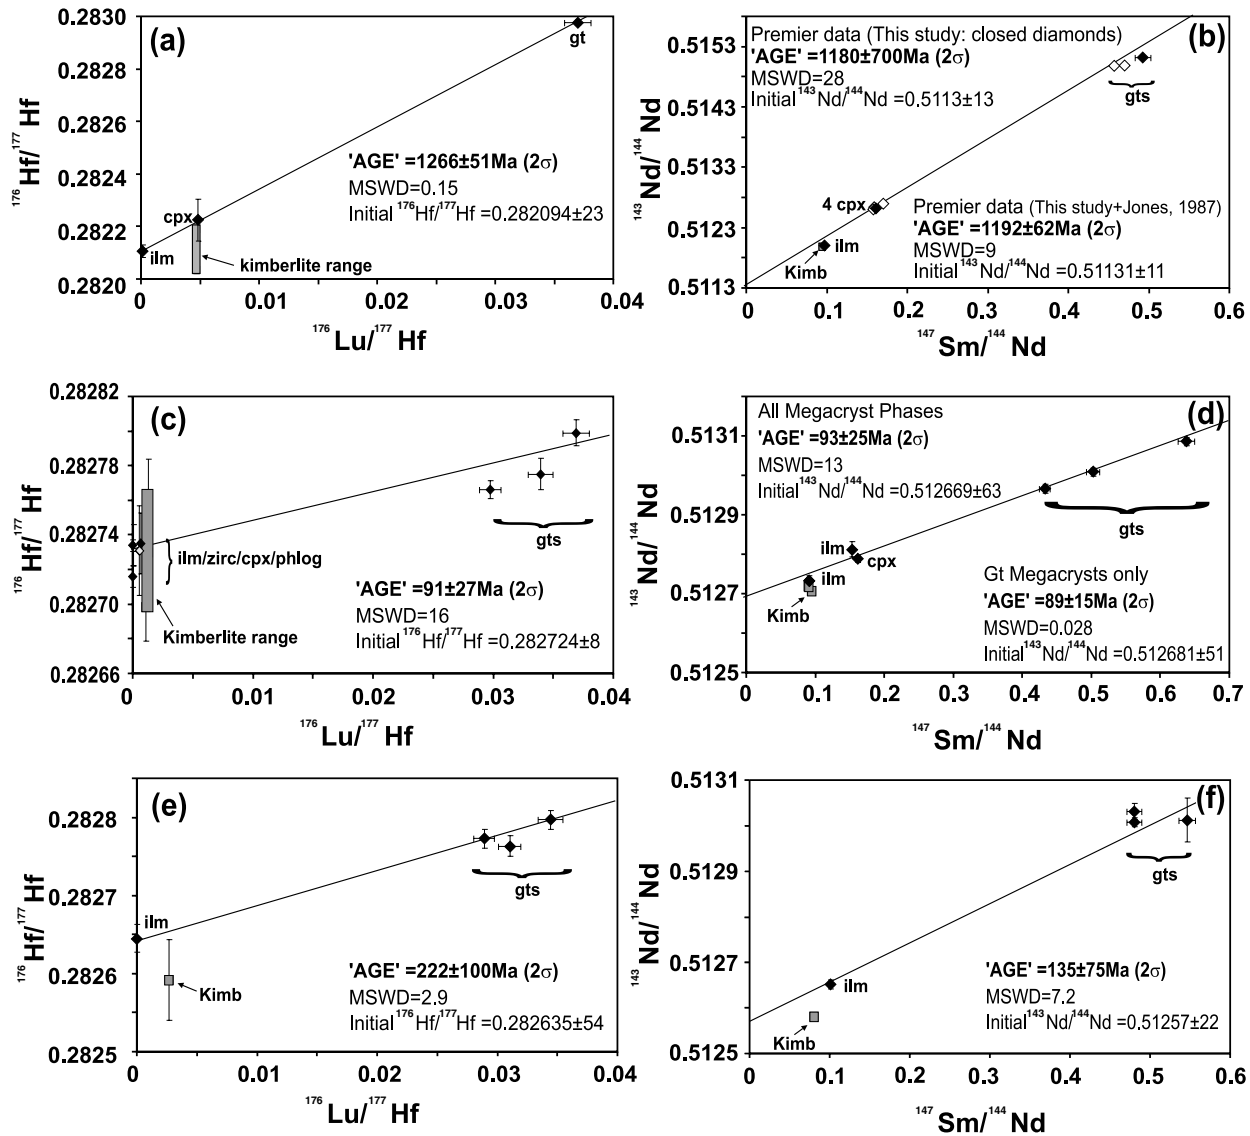 (a)
0.2830
0.2828
0.2826
0.2824
0.2822
0.2820
176Hf/177Hf
gt
cpx
ilm
kimberlite range
'AGE' =1266±51Ma (2σ)
MSWD=0.15
Initial 176Hf/177Hf =0.282094±23
0 0.01 0.02 0.03 0.04
176Lu/177Hf
(b)
Premier data (This study: closed diamonds)
'AGE' =1180±700Ma (2σ)
MSWD=28
Initial 143Nd/144Nd =0.5113±13
0.5153
0.5143
0.5133
0.5123
0.5113
143Nd/144Nd
gts
4 cpx
ilm
Kimb
Premier data (This study+Jones, 1987)
'AGE' =1192±62Ma (2σ)
MSWD=9
Initial 143Nd/144Nd =0.51131±11
0 0.1 0.2 0.3 0.4 0.5 0.6
147Sm/144Nd
(c)
0.28282
0.28278
0.28274
0.28270
0.28266
176Hf/177Hf
gts
ilm/zirc/cpx/phlog
Kimberlite range
'AGE' =91±27Ma (2σ)
MSWD=16
Initial 176Hf/177Hf =0.282724±8
0 0.01 0.02 0.03 0.04
176Lu/177Hf
(d)
All Megacryst Phases
'AGE' =93±25Ma (2σ)
MSWD=13
Initial 143Nd/144Nd =0.512669±63
0.5131
0.5129
0.5127
0.5125
143Nd/144Nd
gts
ilm
cpx
ilm
Kimb
Gt Megacrysts only
'AGE' =89±15Ma (2σ)
MSWD=0.028
Initial 143Nd/144Nd =0.512681±51
0 0.1 0.2 0.3 0.4 0.5 0.6 0.7
147Sm/144Nd
(e)
0.2828
0.2827
0.2826
0.2825
176Hf/177Hf
gts
ilm
Kimb
'AGE' =222±100Ma (2σ)
MSWD=2.9
Initial 176Hf/177Hf =0.282635±54
0 0.01 0.02 0.03 0.04
176Lu/177Hf
(f)
0.5131
0.5129
0.5127
0.5125
143Nd/144Nd
gts
ilm
Kimb
'AGE' =135±75Ma (2σ)
MSWD=7.2
Initial 143Nd/144Nd =0.51257±22
0 0.1 0.2 0.3 0.4 0.5 0.6
147Sm/144Nd